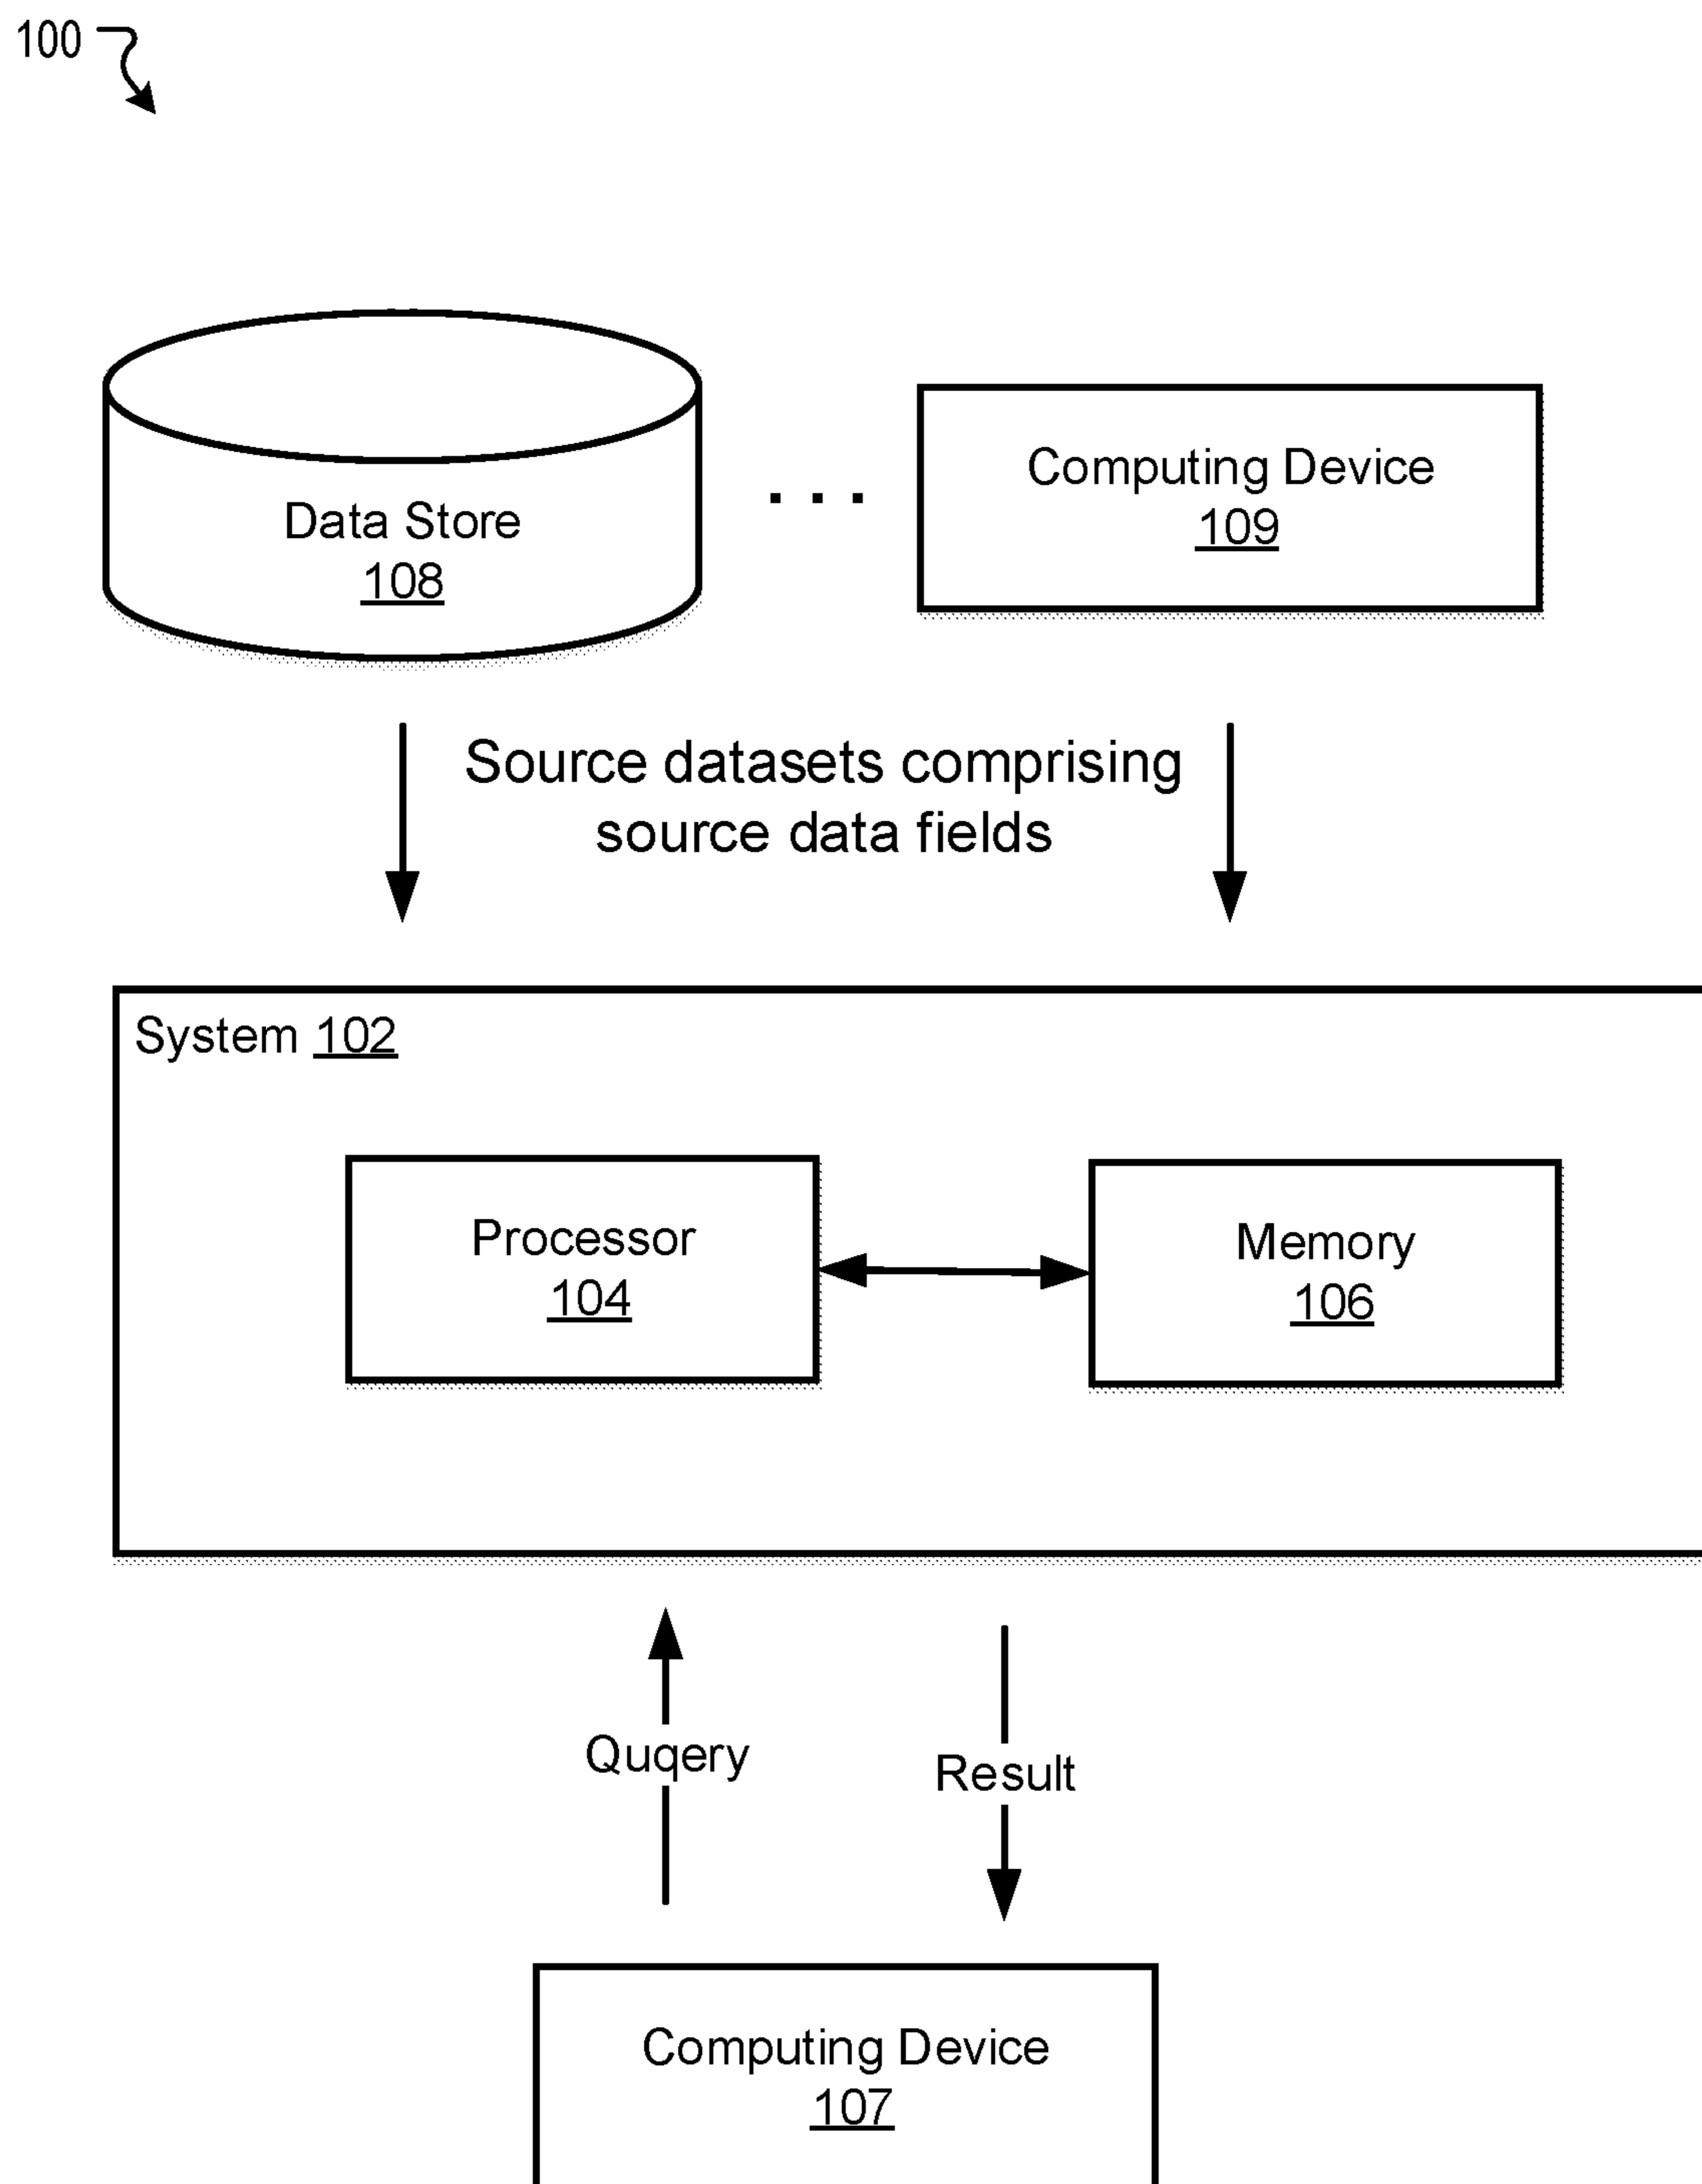 100
Data Store
108
Computing Device
109
Source datasets comprising
source data fields
System 102
Processor
104
Memory
106
Quqery
Result
Computing Device
107